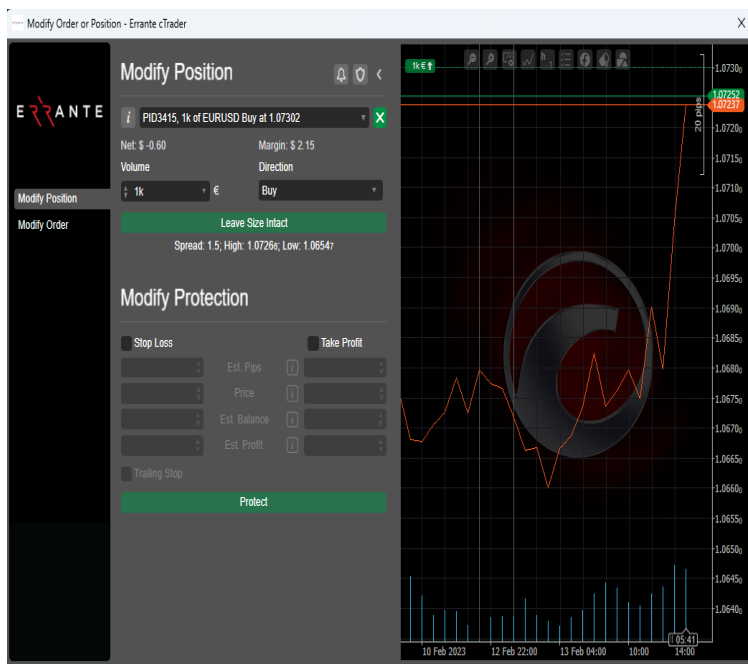 Modify Order or Position - Errante cTrader
X
ERRANTE
Modify Position
Modify Order
Modify Position
i PID3415, 1k of EURUSD Buy at 1.07302 X
Net: $ -0.60 Margin: $ 2.15
Volume Direction
1k € Buy
Leave Size Intact
Spread: 1.5; High: 1.07268; Low: 1.06547
Modify Protection
Stop Loss Take Profit
Est. Pips i
Price i
Est. Balance i
Est. Profit i
Trailing Stop
Protect
1k €
h 1
20 pips
1.07300
1.07252
1.07237
1.07200
1.07150
1.07100
1.07050
1.07000
1.06950
1.06900
1.06850
1.06800
1.06750
1.06700
1.06650
1.06600
1.06550
1.06500
1.06450
1.06400
05:41
10 Feb 2023 12 Feb 22:00 13 Feb 04:00 10:00 14:00